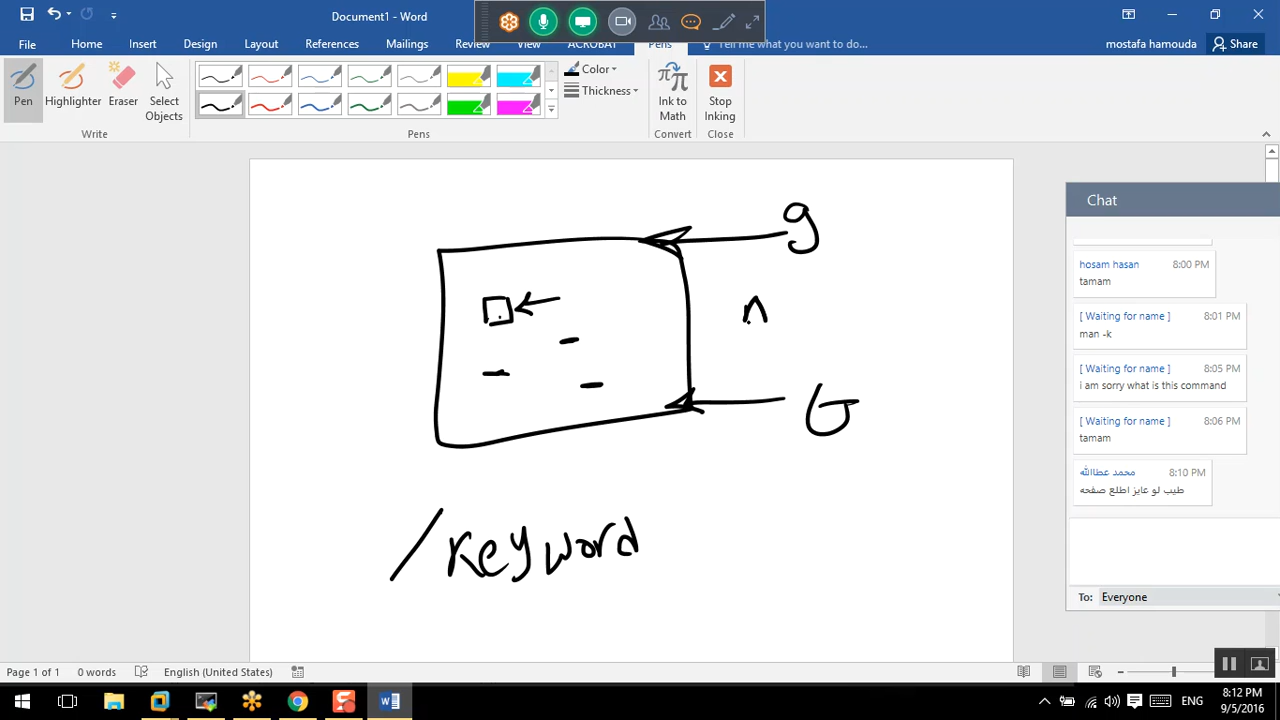 Document1 - Word
File
Home
Insert
Design
Layout
References
Mailings
Review
View
ACROBAT
Pens
Tell me what you want to do...
mostafa hamouda
Share
Pen
Highlighter
Eraser
Select Objects
Color
Thickness
Ink to Math
Stop Inking
Write
Pens
Convert
Close
g
n
G
/Keyword
Chat
hosam hasan 8:00 PM
tamam
[ Waiting for name ] 8:01 PM
man -k
[ Waiting for name ] 8:05 PM
i am sorry what is this command
[ Waiting for name ] 8:06 PM
tamam
محمد عطاالله 8:10 PM
طيب لو عايز اطلع صفحه
To: Everyone
Page 1 of 1
0 words
English (United States)
ENG
8:12 PM
9/5/2016